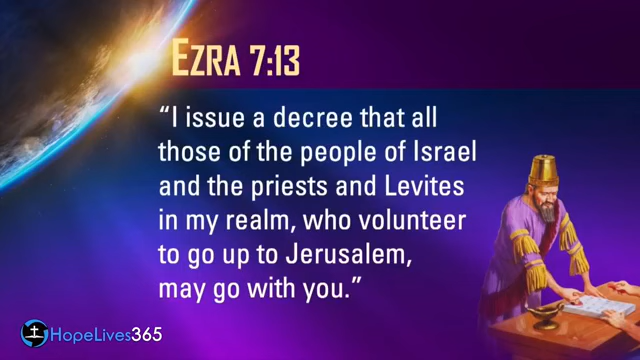 EZRA 7:13
“I issue a decree that all
those of the people of Israel
and the priests and Levites
in my realm, who volunteer
to go up to Jerusalem,
may go with you.”
HopeLives365